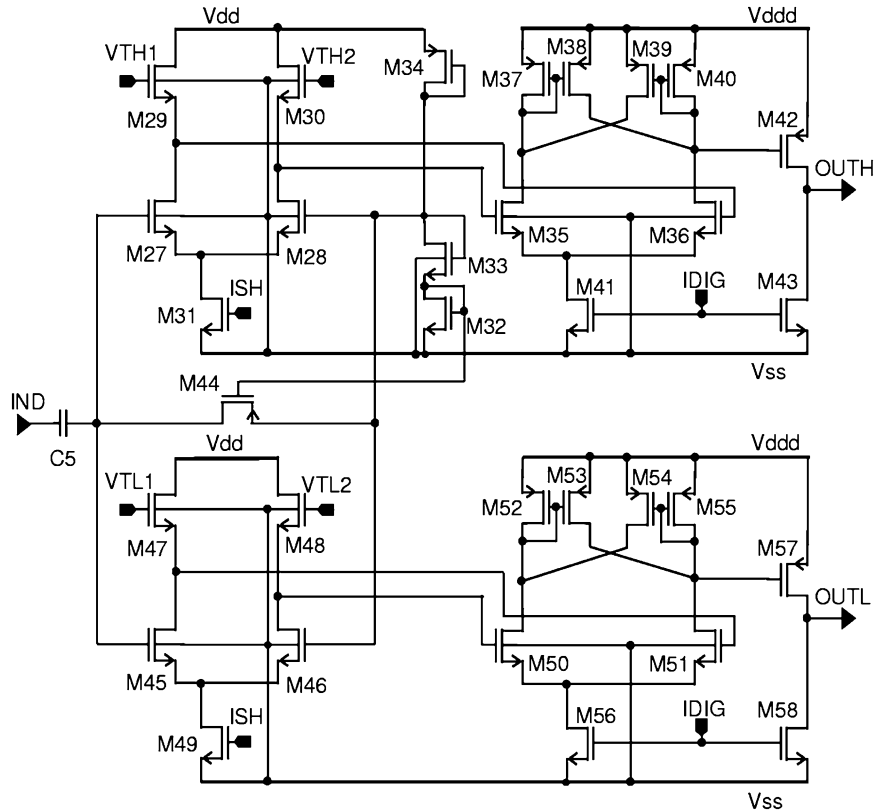 Vdd
Vddd
VTH1
VTH2
M34
M38
M39
M37
M40
M29
M30
M42
OUTH
M27
M28
M33
M35
M36
M31
ISH
M32
M41
IDIG
M43
Vss
M44
IND
C5
Vdd
Vddd
VTL1
VTL2
M53
M54
M52
M55
M47
M48
M57
OUTL
M45
M46
M50
M51
M49
ISH
M56
IDIG
M58
Vss